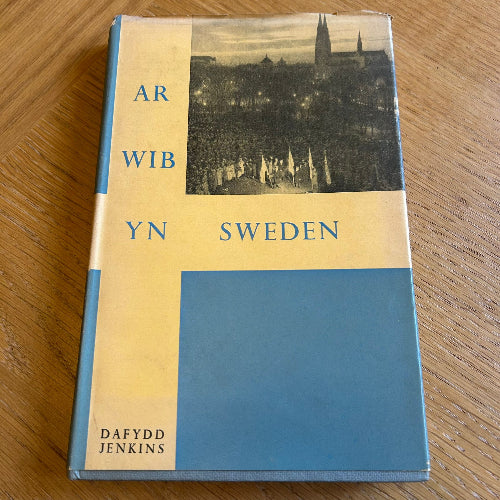 AR
WIB
YN SWEDEN
DAFYDD
JENKINS